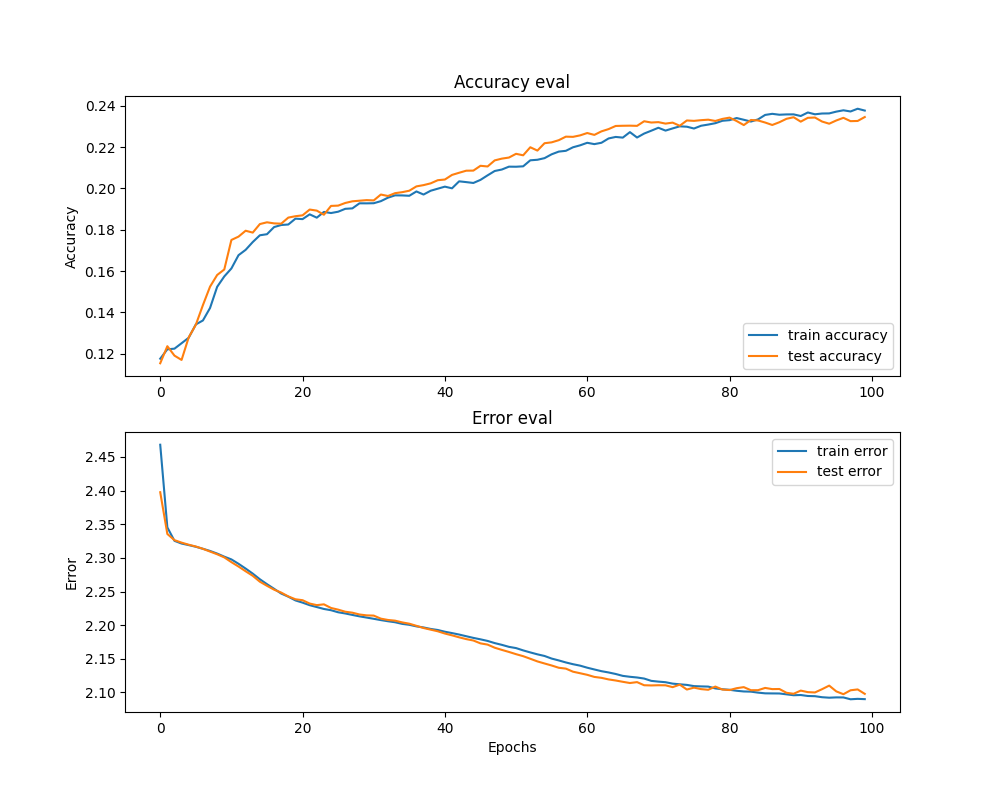 Accuracy eval
Accuracy
0.24
0.22
0.20
0.18
0.16
0.14
0.12
train accuracy
test accuracy
0 20 40 60 80 100
Error eval
Error
2.45
2.40
2.35
2.30
2.25
2.20
2.15
2.10
train error
test error
0 20 40 60 80 100
Epochs